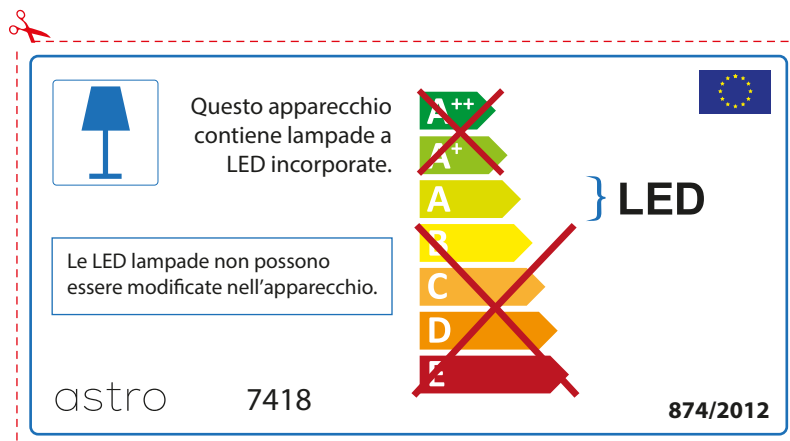 Questo apparecchio
contiene lampade a
LED incorporate.
A++
A+
A
B
C
D
E
LED
Le LED lampade non possono
essere modificate nell'apparecchio.
astro
7418
874/2012